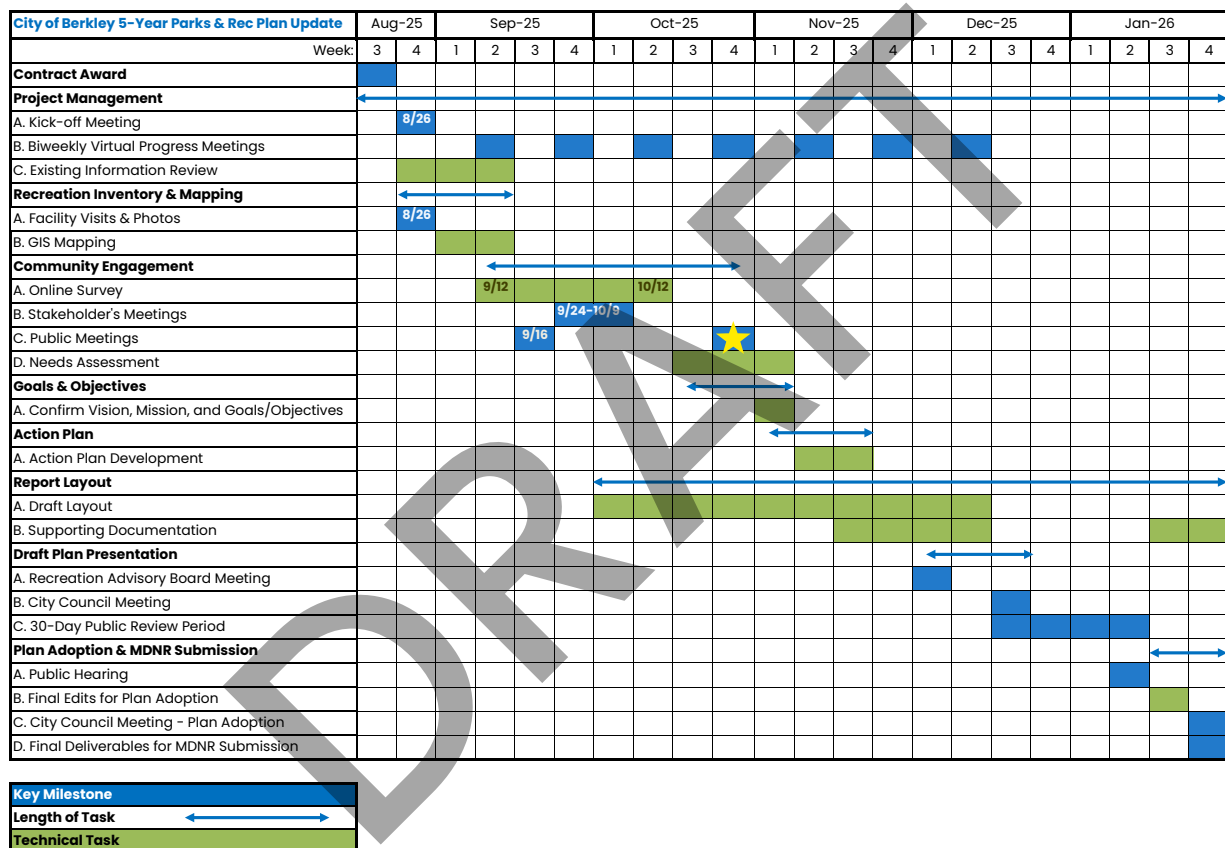 City of Berkley 5-Year Parks & Rec Plan Update Aug-25 Sep-25 Oct-25 Nov-25 Dec-25 Jan-26
Week: 3 4 1 2 3 4 1 2 3 4 1 2 3 4 1 2 3 4 1 2 3 4
Contract Award
Project Management
A. Kick-off Meeting 8/26
B. Biweekly Virtual Progress Meetings
C. Existing Information Review
Recreation Inventory & Mapping
A. Facility Visits & Photos 8/26
B. GIS Mapping
Community Engagement
A. Online Survey 9/12 10/12
B. Stakeholder's Meetings 9/24-10/9
C. Public Meetings 9/16
D. Needs Assessment
Goals & Objectives
A. Confirm Vision, Mission, and Goals/Objectives
Action Plan
A. Action Plan Development
Report Layout
A. Draft Layout
B. Supporting Documentation
Draft Plan Presentation
A. Recreation Advisory Board Meeting
B. City Council Meeting
C. 30-Day Public Review Period
Plan Adoption & MDNR Submission
A. Public Hearing
B. Final Edits for Plan Adoption
C. City Council Meeting - Plan Adoption
D. Final Deliverables for MDNR Submission
Key Milestone
Length of Task
Technical Task
DRAFT